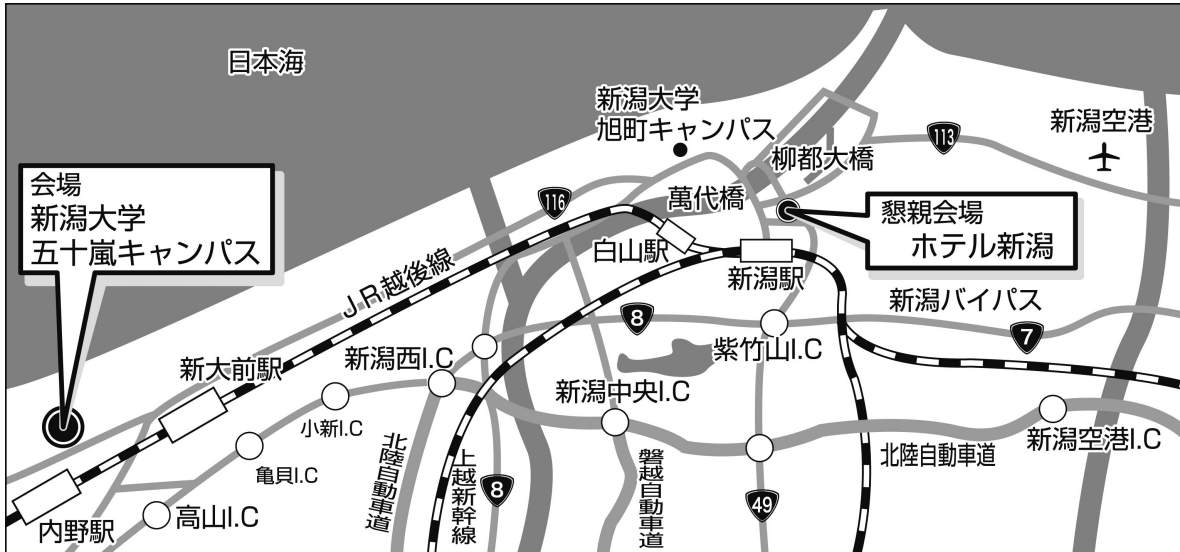 日本海
新潟大学
旭町キャンパス
新潟空港
113
柳都大橋
会場
新潟大学
五十嵐キャンパス
116
萬代橋
懇親会場
ホテル新潟
白山駅
新潟駅
JR越後線
新潟バイパス
8
7
新潟西I.C
紫竹山I.C
新大前駅
新潟中央I.C
小新I.C
新潟空港I.C
亀貝I.C
北陸自動車道
北陸自動車道
上越新幹線
磐越自動車道
8
49
高山I.C
内野駅